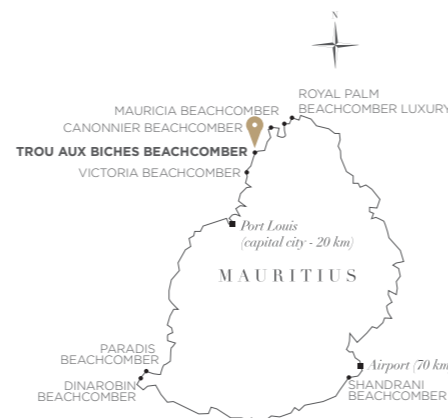 N
ROYAL PALM
BEACHCOMBER LUXURY
MAURICIA BEACHCOMBER
CANONNIER BEACHCOMBER
TROU AUX BICHES BEACHCOMBER
VICTORIA BEACHCOMBER
Port Louis
(capital city - 20 km)
MAURITIUS
PARADIS
BEACHCOMBER
DINAROBIN
BEACHCOMBER
Airport (70 km
SHANDRANI
BEACHCOMBER